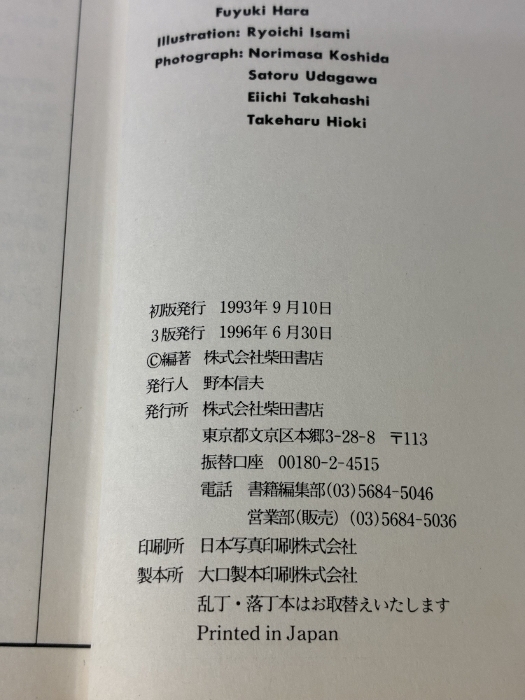 Fuyuki Hara
Illustration: Ryoichi Isami
Photograph: Norimasa Koshida
Satoru Udagawa
Eiichi Takahashi
Takeharu Hioki
初版発行 1993年9月10日
3版発行 1996年6月30日
©編著 株式会社柴田書店
発行人 野本信夫
発行所 株式会社柴田書店
東京都文京区本郷3-28-8 〒113
振替口座 00180-2-4515
電話 書籍編集部(03)5684-5046
営業部(販売) (03)5684-5036
印刷所 日本写真印刷株式会社
製本所 大口製本印刷株式会社
乱丁・落丁本はお取替えいたします
Printed in Japan